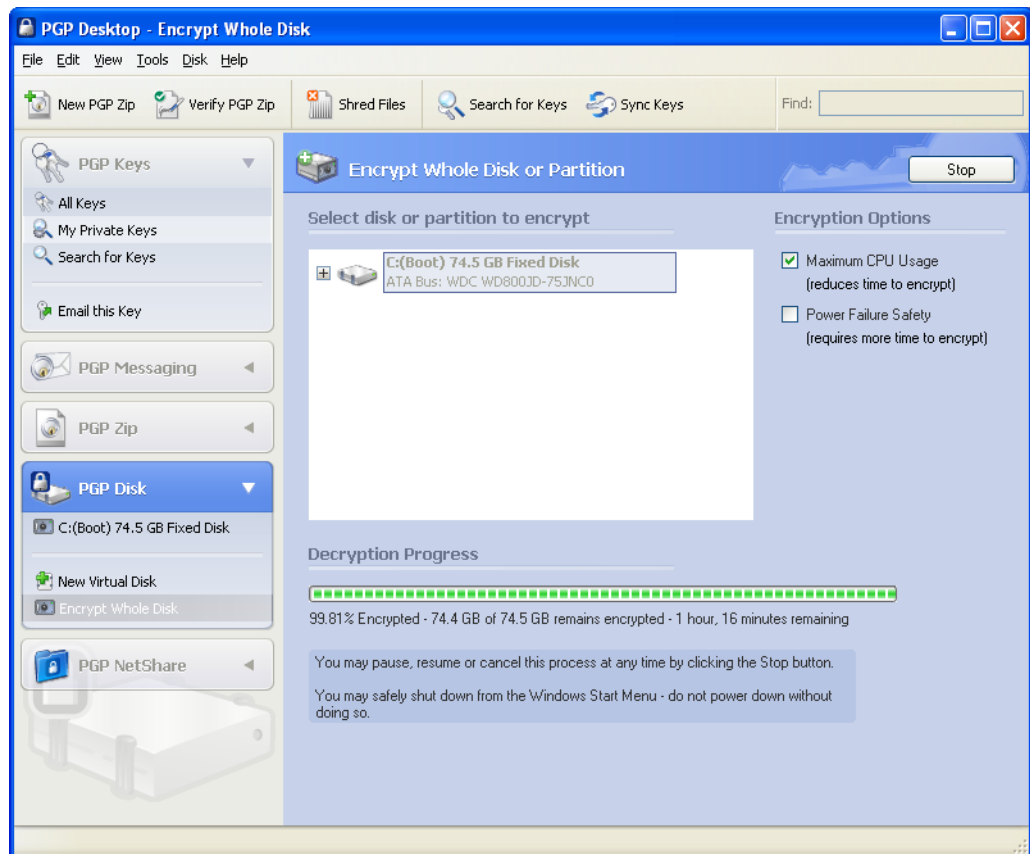 PGP Desktop - Encrypt Whole Disk
File Edit View Tools Disk Help
New PGP Zip Verify PGP Zip Shred Files Search for Keys Sync Keys Find:
PGP Keys
All Keys
My Private Keys
Search for Keys
Email this Key
PGP Messaging
PGP Zip
PGP Disk
C:(Boot) 74.5 GB Fixed Disk
New Virtual Disk
Encrypt Whole Disk
PGP NetShare
Encrypt Whole Disk or Partition
Stop
Select disk or partition to encrypt
C:(Boot) 74.5 GB Fixed Disk
ATA Bus: WDC WD800JD-75JNC0
Encryption Options
Maximum CPU Usage
(reduces time to encrypt)
Power Failure Safety
(requires more time to encrypt)
Decryption Progress
99.81% Encrypted - 74.4 GB of 74.5 GB remains encrypted - 1 hour, 16 minutes remaining
You may pause, resume or cancel this process at any time by clicking the Stop button.
You may safely shut down from the Windows Start Menu - do not power down without
doing so.